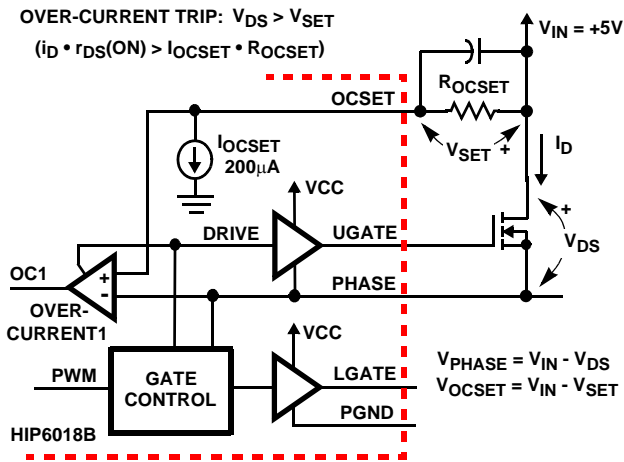 OVER-CURRENT TRIP: VDS > VSET
(iD • rDS(ON) > IOCSET • ROCSET)
VIN = +5V
OCSET
ROCSET
IOCSET
200μA
VSET +
ID
VCC
DRIVE
UGATE
+
VDS
OC1
+
-
PHASE
OVER-
CURRENT1
VCC
PWM
GATE
CONTROL
LGATE
PGND
VPHASE = VIN - VDS
VOCSET = VIN - VSET
HIP6018B